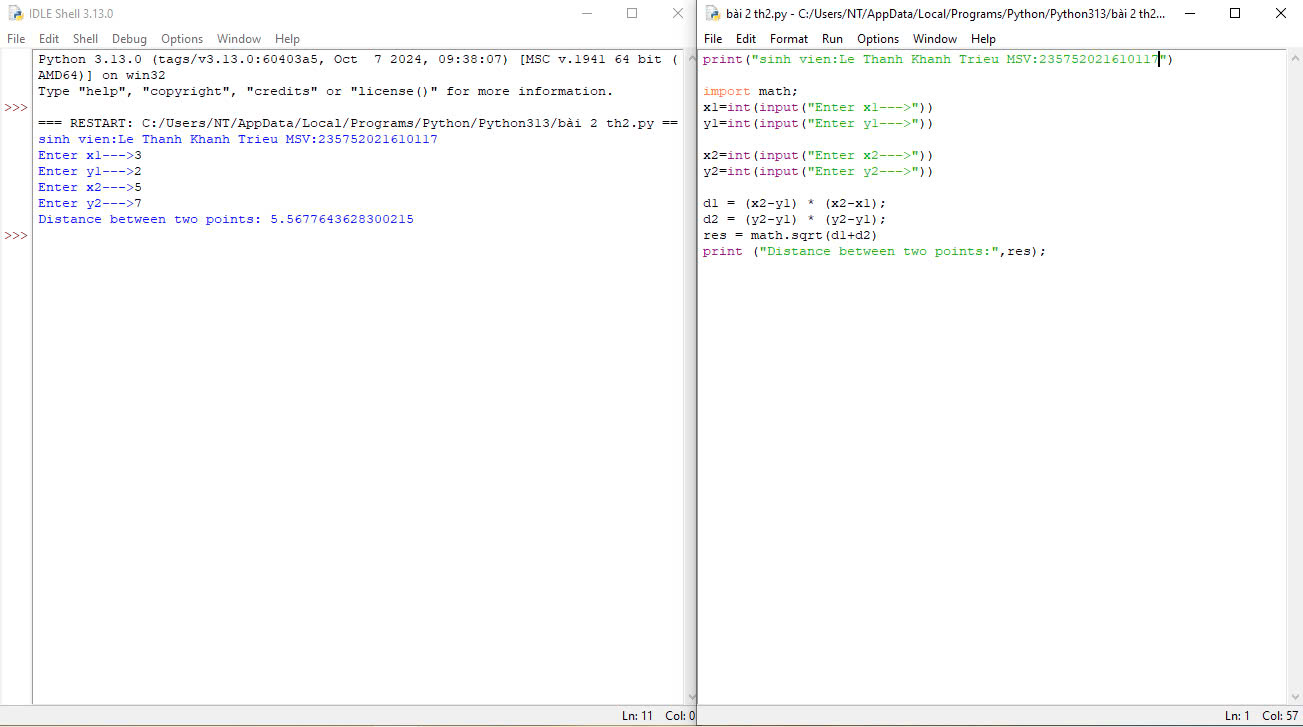 IDLE Shell 3.13.0
File Edit Shell Debug Options Window Help
Python 3.13.0 (tags/v3.13.0:60403a5, Oct  7 2024, 09:38:07) [MSC v.1941 64 bit (
AMD64)] on win32
Type "help", "copyright", "credits" or "license()" for more information.
>>>
=== RESTART: C:/Users/NT/AppData/Local/Programs/Python/Python313/bài 2 th2.py ==
sinh vien:Le Thanh Khanh Trieu MSV:235752021610117
Enter x1--->3
Enter y1--->2
Enter x2--->5
Enter y2--->7
Distance between two points: 5.5677643628300215
>>>
Ln: 11 Col: 0
bài 2 th2.py - C:/Users/NT/AppData/Local/Programs/Python/Python313/bài 2 th2...
File Edit Format Run Options Window Help
print("sinh vien:Le Thanh Khanh Trieu MSV:235752021610117")
import math;
x1=int(input("Enter x1--->"))
y1=int(input("Enter y1--->"))
x2=int(input("Enter x2--->"))
y2=int(input("Enter y2--->"))
d1 = (x2-y1) * (x2-x1);
d2 = (y2-y1) * (y2-y1);
res = math.sqrt(d1+d2)
print ("Distance between two points:",res);
Ln: 1 Col: 57